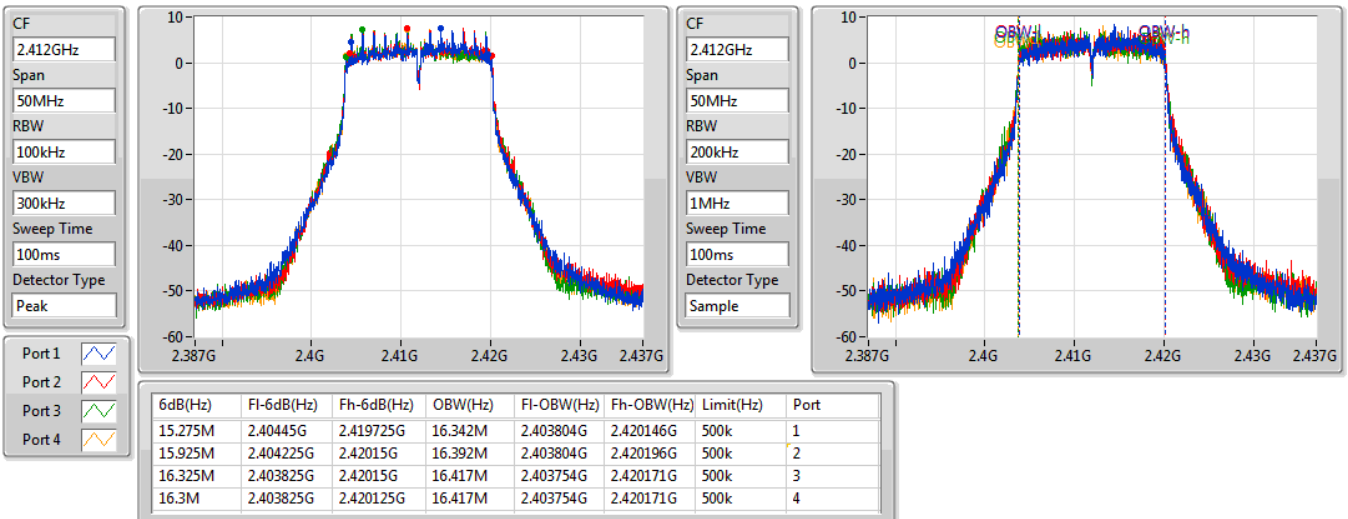 CF
2.412GHz
Span
50MHz
RBW
100kHz
VBW
300kHz
Sweep Time
100ms
Detector Type
Peak
10
0
-10
-20
-30
-40
-50
-60
2.387G 2.4G 2.41G 2.42G 2.43G 2.437G
CF
2.412GHz
Span
50MHz
RBW
200kHz
VBW
1MHz
Sweep Time
100ms
Detector Type
Sample
10
0
-10
-20
-30
-40
-50
-60
OBW-h
2.387G 2.4G 2.41G 2.42G 2.43G 2.437G
Port 1
Port 2
Port 3
Port 4
6dB(Hz) Fl-6dB(Hz) Fh-6dB(Hz) OBW(Hz) Fl-OBW(Hz) Fh-OBW(Hz) Limit(Hz) Port
15.275M 2.40445G 2.419725G 16.342M 2.403804G 2.420146G 500k 1
15.925M 2.404225G 2.42015G 16.392M 2.403804G 2.420196G 500k 2
16.325M 2.403825G 2.42015G 16.417M 2.403754G 2.420171G 500k 3
16.3M 2.403825G 2.420125G 16.417M 2.403754G 2.420171G 500k 4